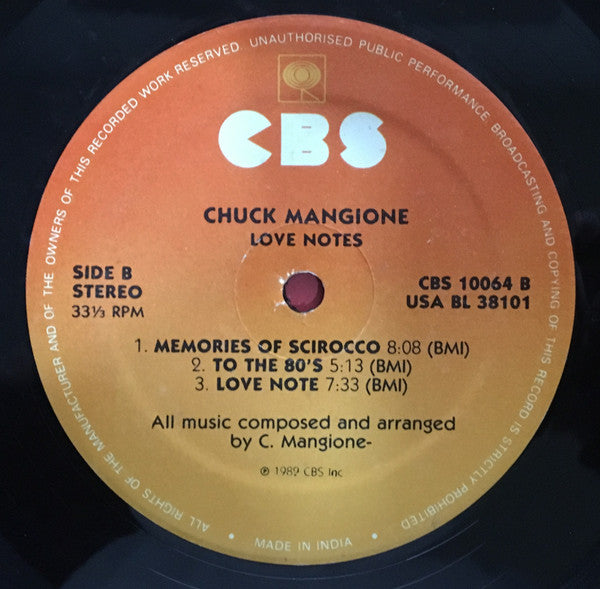 ALL RIGHTS OF THE MANUFACTURER AND OF THE OWNERS OF THIS RECORDED WORK RESERVED UNAUTHORISED PUBLIC PERFORMANCE, BROADCASTING AND COPYING OF THIS RECORD IS STRICTLY PROHIBITED
CBS
CHUCK MANGIONE
LOVE NOTES
SIDE B
STEREO
33⅓ RPM
CBS 10064 B
USA BL 38101
1. MEMORIES OF SCIROCCO 8:08 (BMI)
2. TO THE 80'S 5:13 (BMI)
3. LOVE NOTE 7:33 (BMI)
All music composed and arranged
by C. Mangione-
℗ 1982 CBS Inc
• MADE IN INDIA •